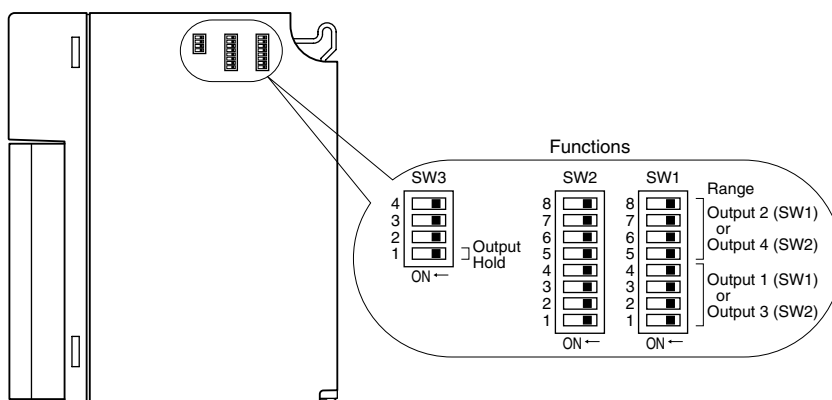 Functions
SW3
4
3
2
1
Output
Hold
ON ←
SW2
8
7
6
5
4
3
2
1
ON ←
SW1
8
7
6
5
4
3
2
1
ON ←
Range
Output 2 (SW1)
or
Output 4 (SW2)
Output 1 (SW1)
or
Output 3 (SW2)